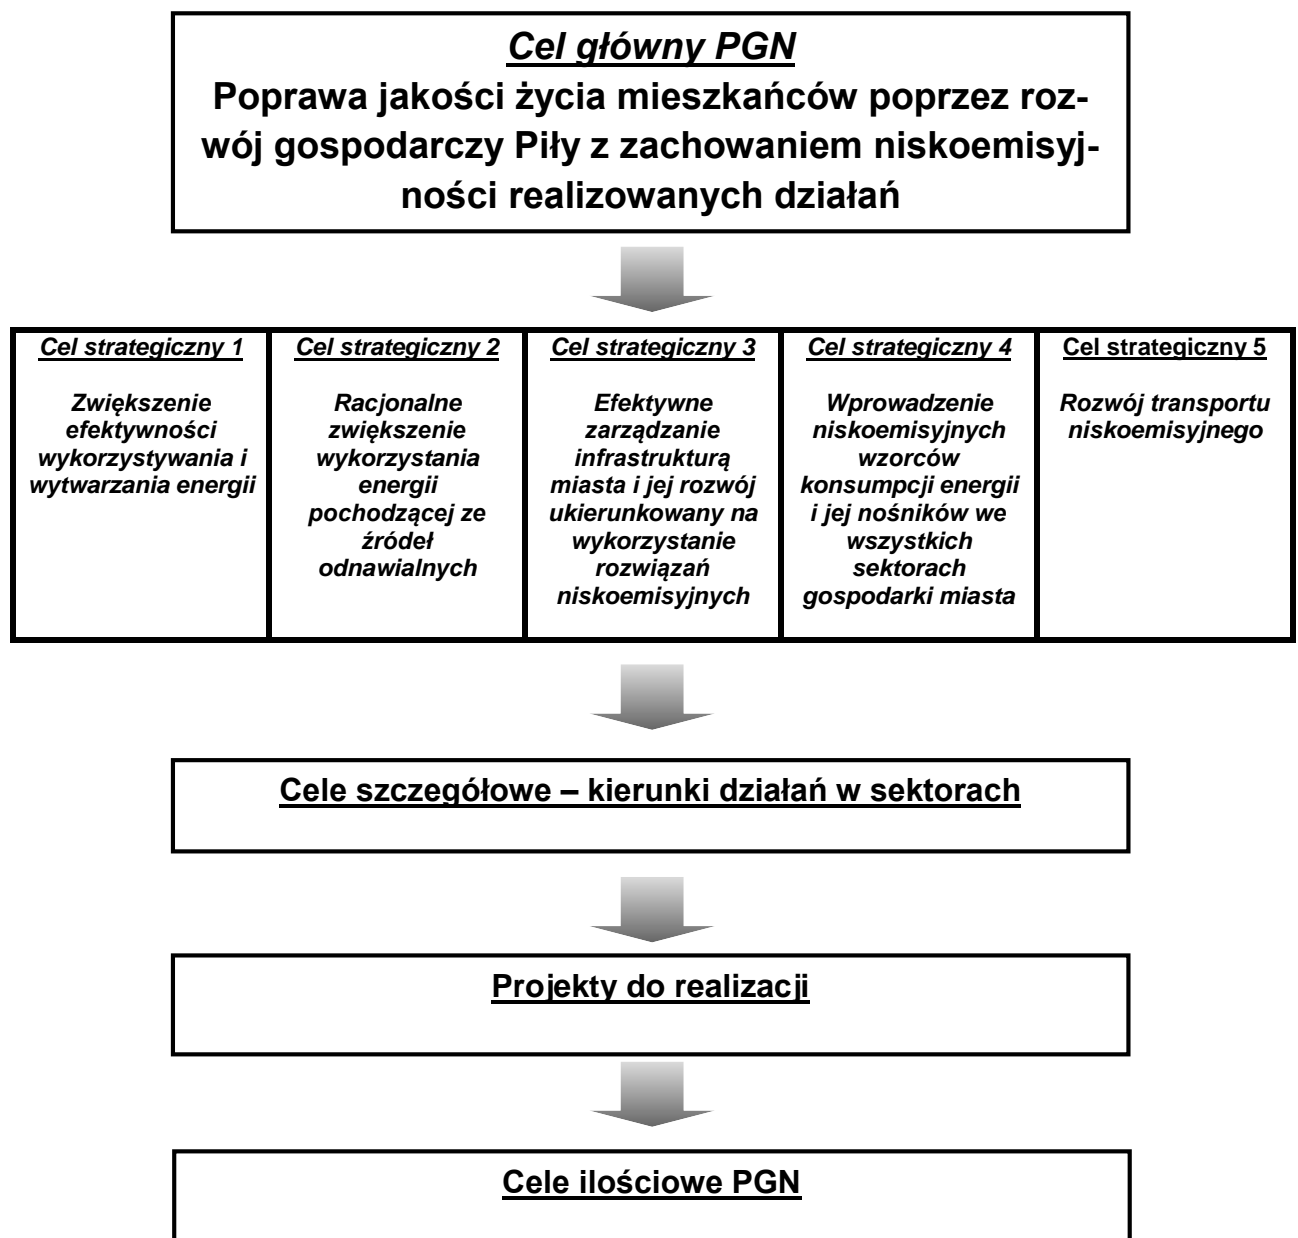 Cel główny PGN
Poprawa jakości życia mieszkańców poprzez roz-
wój gospodarczy Piły z zachowaniem niskoemisyj-
ności realizowanych działań
Cel strategiczny 1
Zwiększenie
efektywności
wykorzystywania i
wytwarzania energii
Cel strategiczny 2
Racjonalne
zwiększenie
wykorzystania
energii
pochodzącej ze
źródeł
odnawialnych
Cel strategiczny 3
Efektywne
zarządzanie
infrastrukturą
miasta i jej rozwój
ukierunkowany na
wykorzystanie
rozwiązań
niskoemisyjnych
Cel strategiczny 4
Wprowadzenie
niskoemisyjnych
wzorców
konsumpcji energii
i jej nośników we
wszystkich
sektorach
gospodarki miasta
Cel strategiczny 5
Rozwój transportu
niskoemisyjnego
Cele szczegółowe – kierunki działań w sektorach
Projekty do realizacji
Cele ilościowe PGN